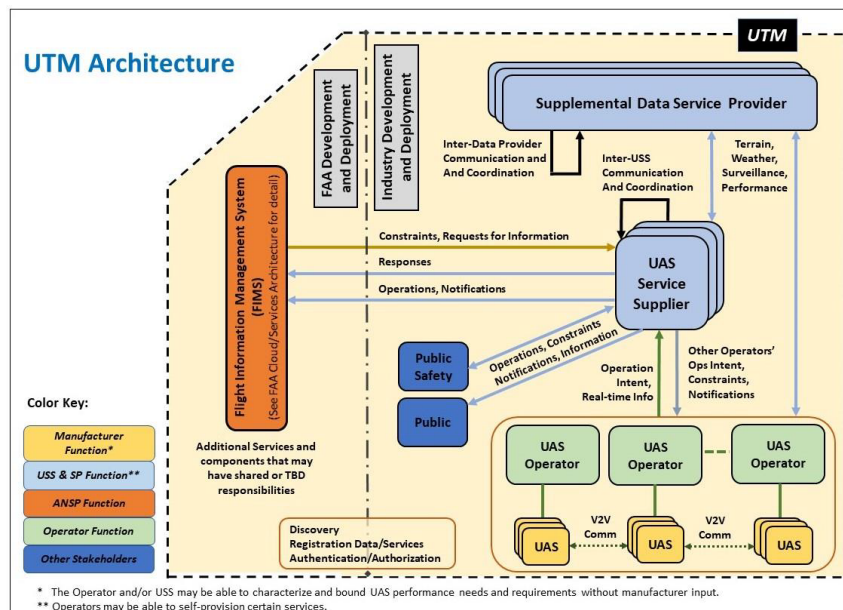 UTM
UTM Architecture
FAA Development
and Deployment
Industry Development
and Deployment
Supplemental Data Service Provider
Inter-Data Provider
Communication and
And Coordination
Inter-USS
Communication
And Coordination
Terrain,
Weather,
Surveillance,
Performance
Flight Information Management System
(FIMS)
(See FAA Cloud/Services Architecture for detail)
Constraints, Requests for Information
Responses
Operations, Notifications
UAS
Service
Supplier
Operations, Constraints
Notifications, Information
Public
Safety
Public
Operation
Intent,
Real-time Info
Other Operators'
Ops Intent,
Constraints,
Notifications
Color Key:
Manufacturer
Function*
USS & SP Function**
ANSP Function
Operator Function
Other Stakeholders
Additional Services and
components that may
have shared or TBD
responsibilities
Discovery
Registration Data/Services
Authentication/Authorization
UAS
Operator
UAS
Operator
UAS
Operator
V2V
Comm
V2V
Comm
UAS
UAS
UAS
* The Operator and/or USS may be able to characterize and bound UAS performance needs and requirements without manufacturer input.
** Operators may be able to self-provision certain services.